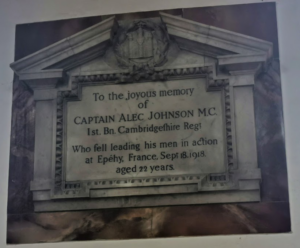 To the joyous memory
of
CAPTAIN ALEC JOHNSON M.C.
1st. Bn Cambridgeshire Regt
Who fell leading his men in action
at Epéhy, France, Sept 18, 1918.
aged 22 years.